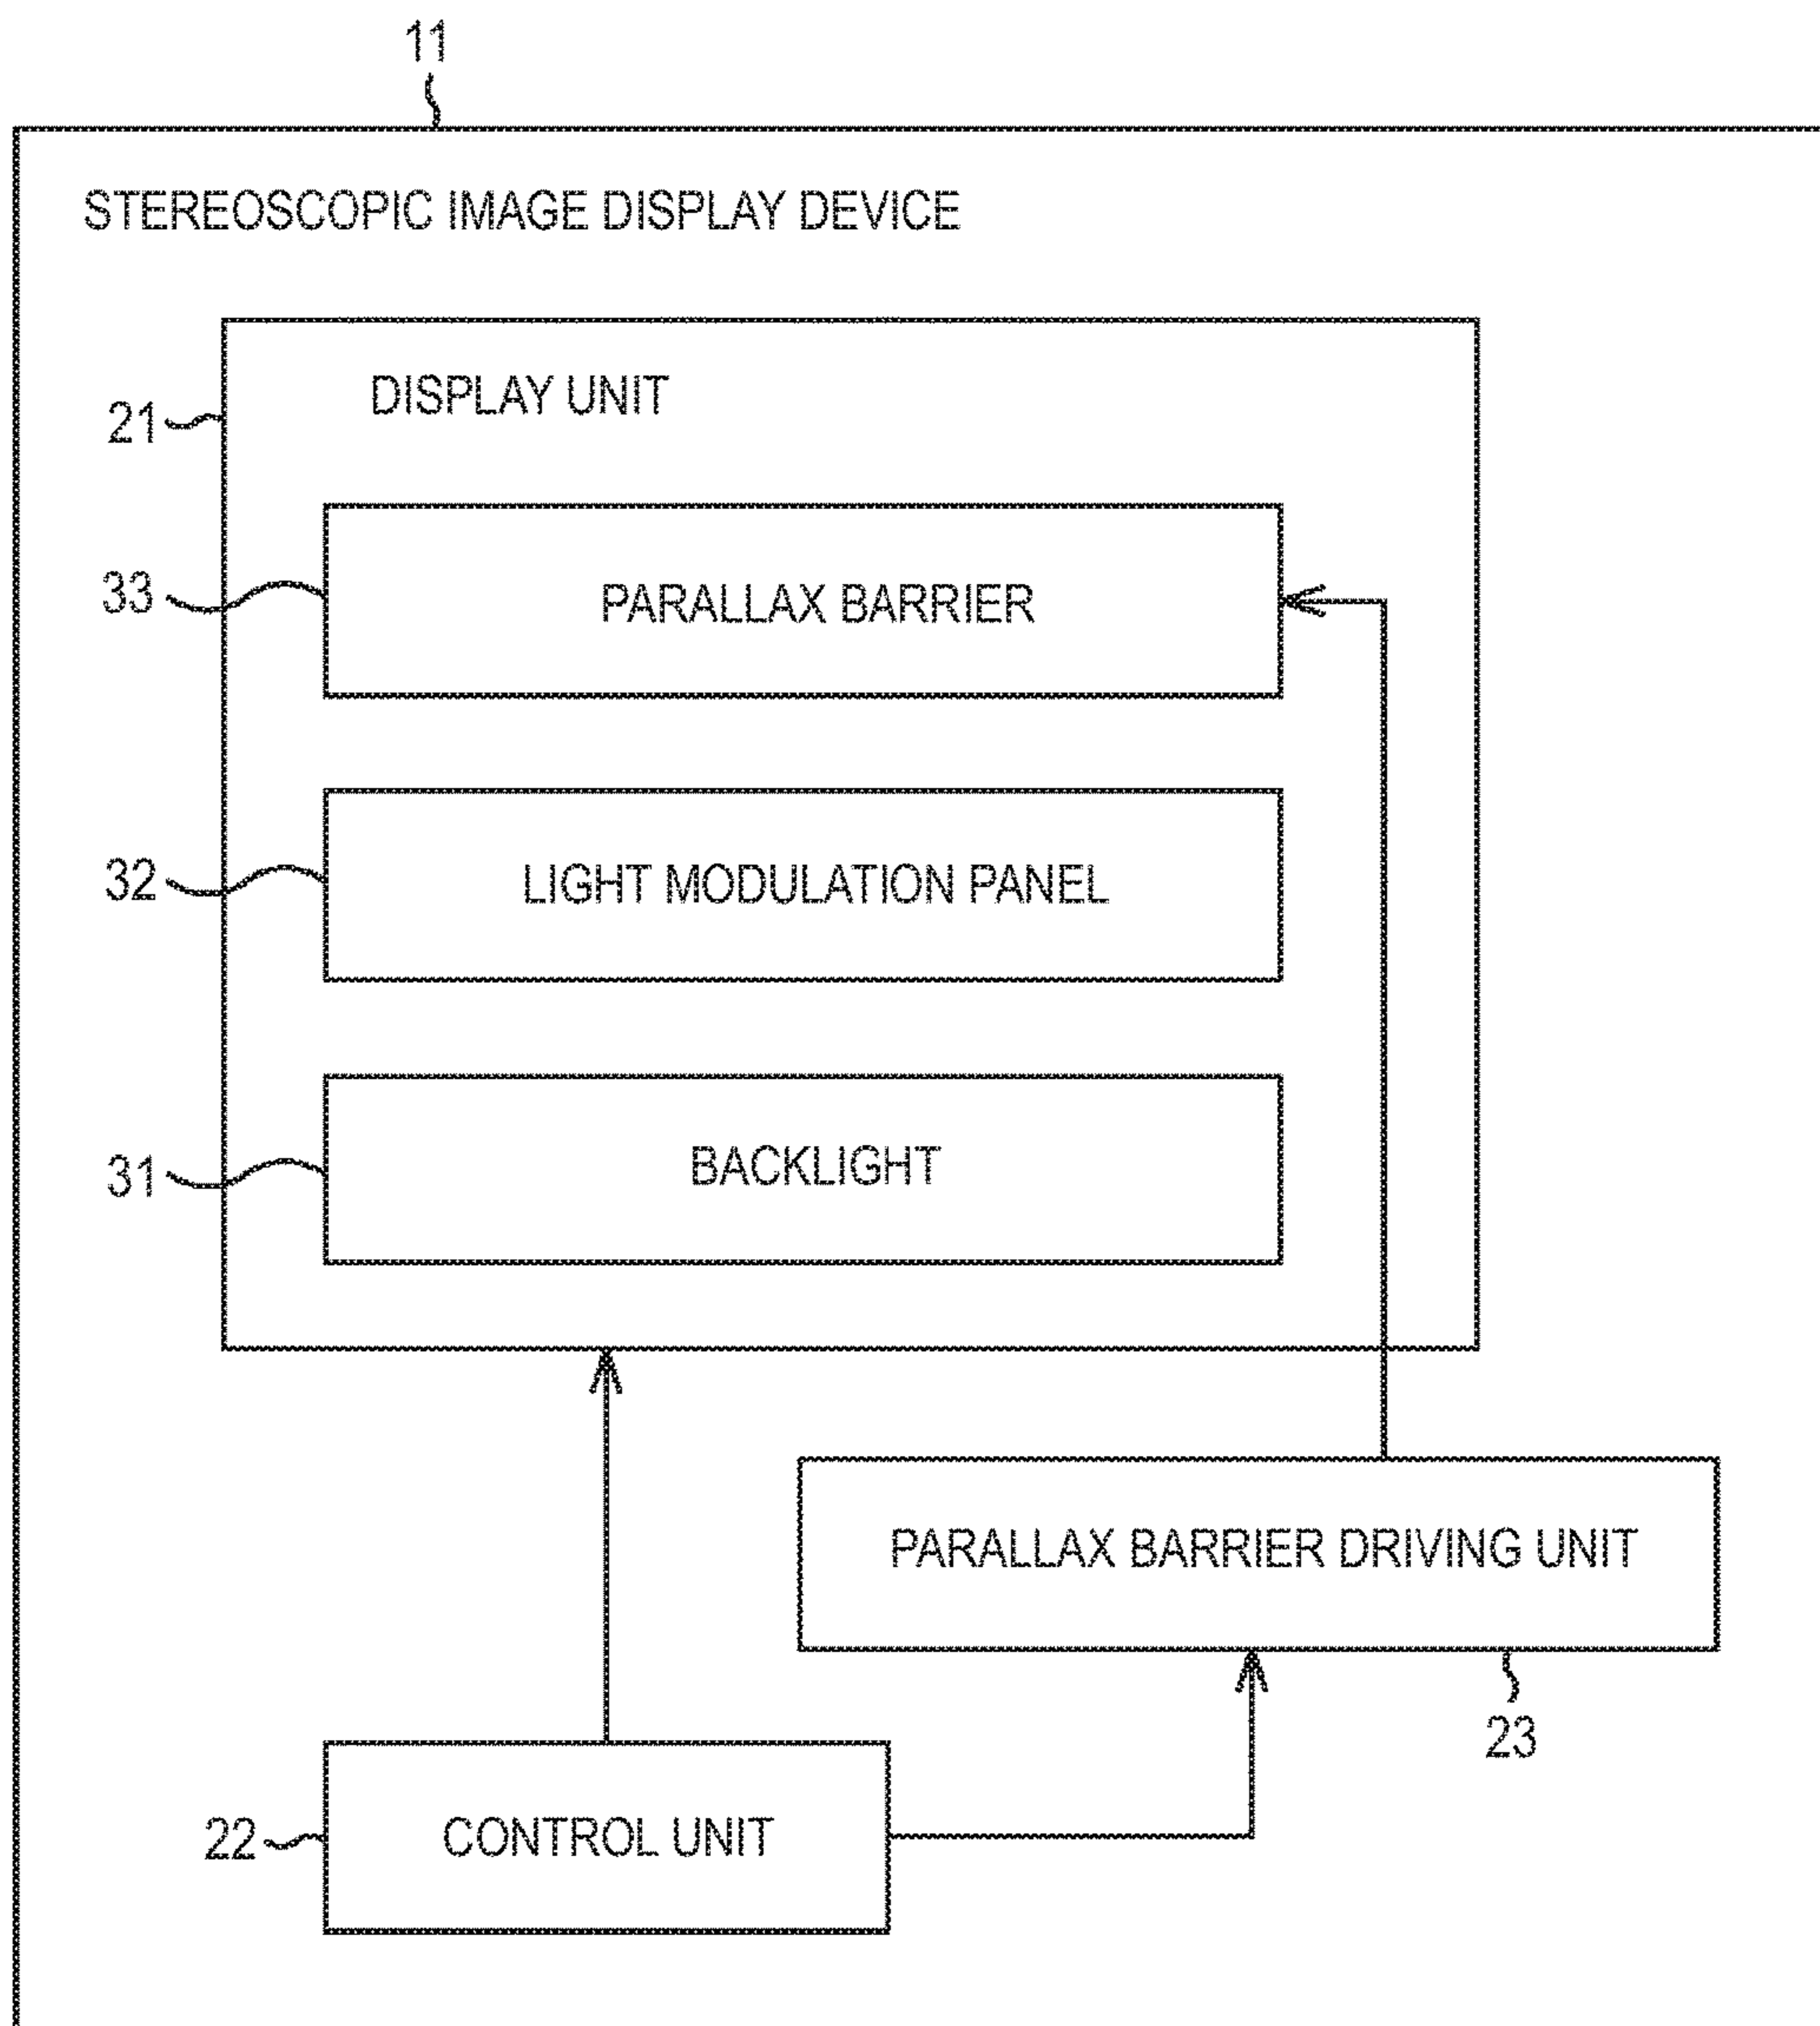 11
STEREOSCOPIC IMAGE DISPLAY DEVICE
DISPLAY UNIT
21
33
PARALLAX BARRIER
32
LIGHT MODULATION PANEL
31
BACKLIGHT
PARALLAX BARRIER DRIVING UNIT
23
22
CONTROL UNIT